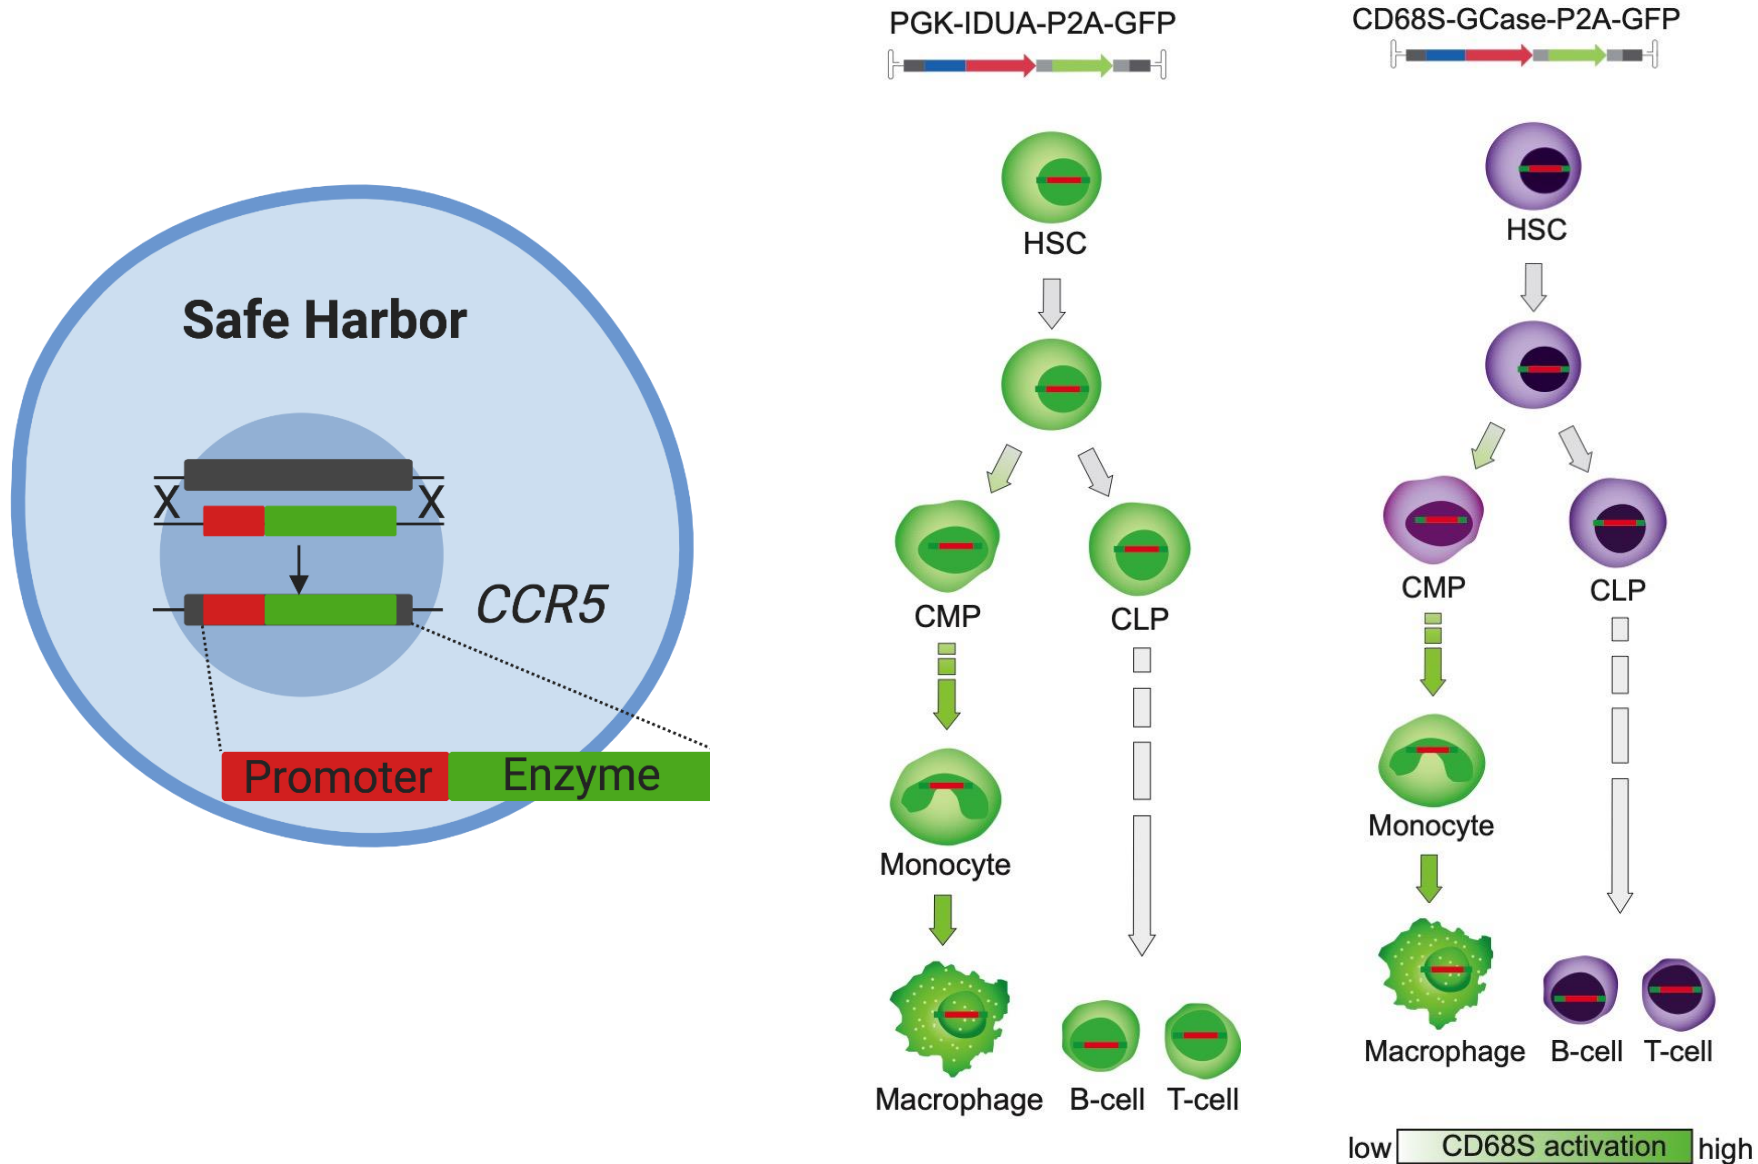 Safe Harbor
X X
CCR5
Promoter Enzyme
PGK-IDUA-P2A-GFP
HSC
CMP CLP
Monocyte
Macrophage B-cell T-cell
CD68S-GCase-P2A-GFP
HSC
CMP CLP
Monocyte
Macrophage B-cell T-cell
low CD68S activation high